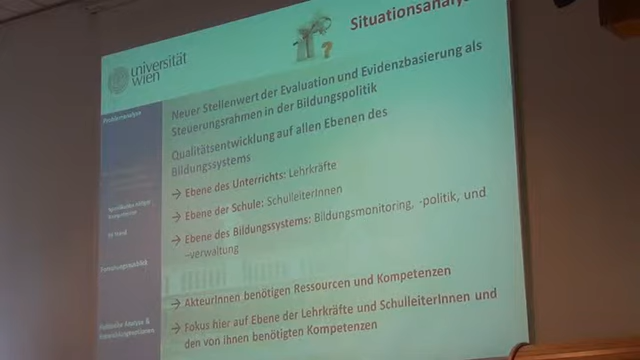 Situationsanalyse
universität
wien
Neuer Stellenwert der Evaluation und Evidenzbasierung als
Steuerungsrahmen in der Bildungspolitik
Qualitätsentwicklung auf allen Ebenen des
Bildungssystems
→ Ebene des Unterrichts: Lehrkräfte
→ Ebene der Schule: SchulleiterInnen
→ Ebene des Bildungssystems: Bildungsmonitoring, -politik, und
–verwaltung
→ AkteurInnen benötigen Ressourcen und Kompetenzen
→ Fokus hier auf Ebene der Lehrkräfte und SchulleiterInnen und
den von Ihnen benötigten Kompetenzen